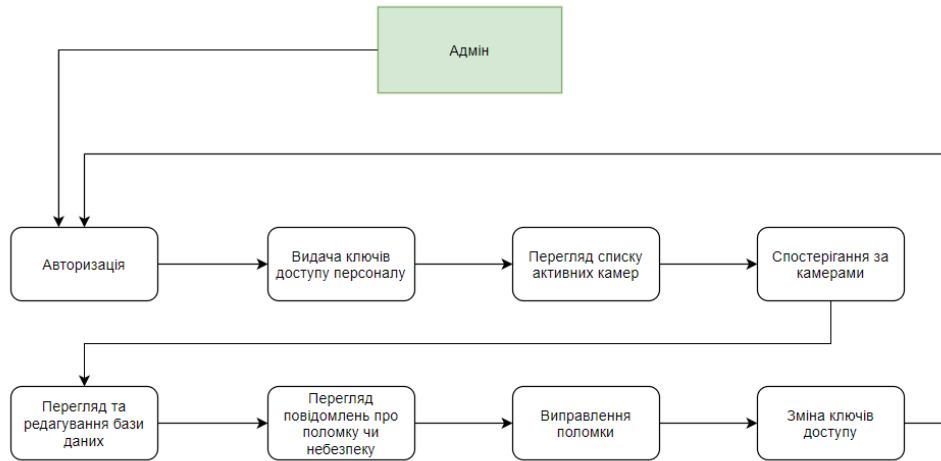 Адмін
Авторизація
Видача ключів
доступу персоналу
Перегляд списку
активних камер
Спостерігання за
камерами
Перегляд та
редагування бази
даних
Перегляд
повідомлень про
поломку чи
небезпеку
Виправлення
поломки
Зміна ключів
доступу